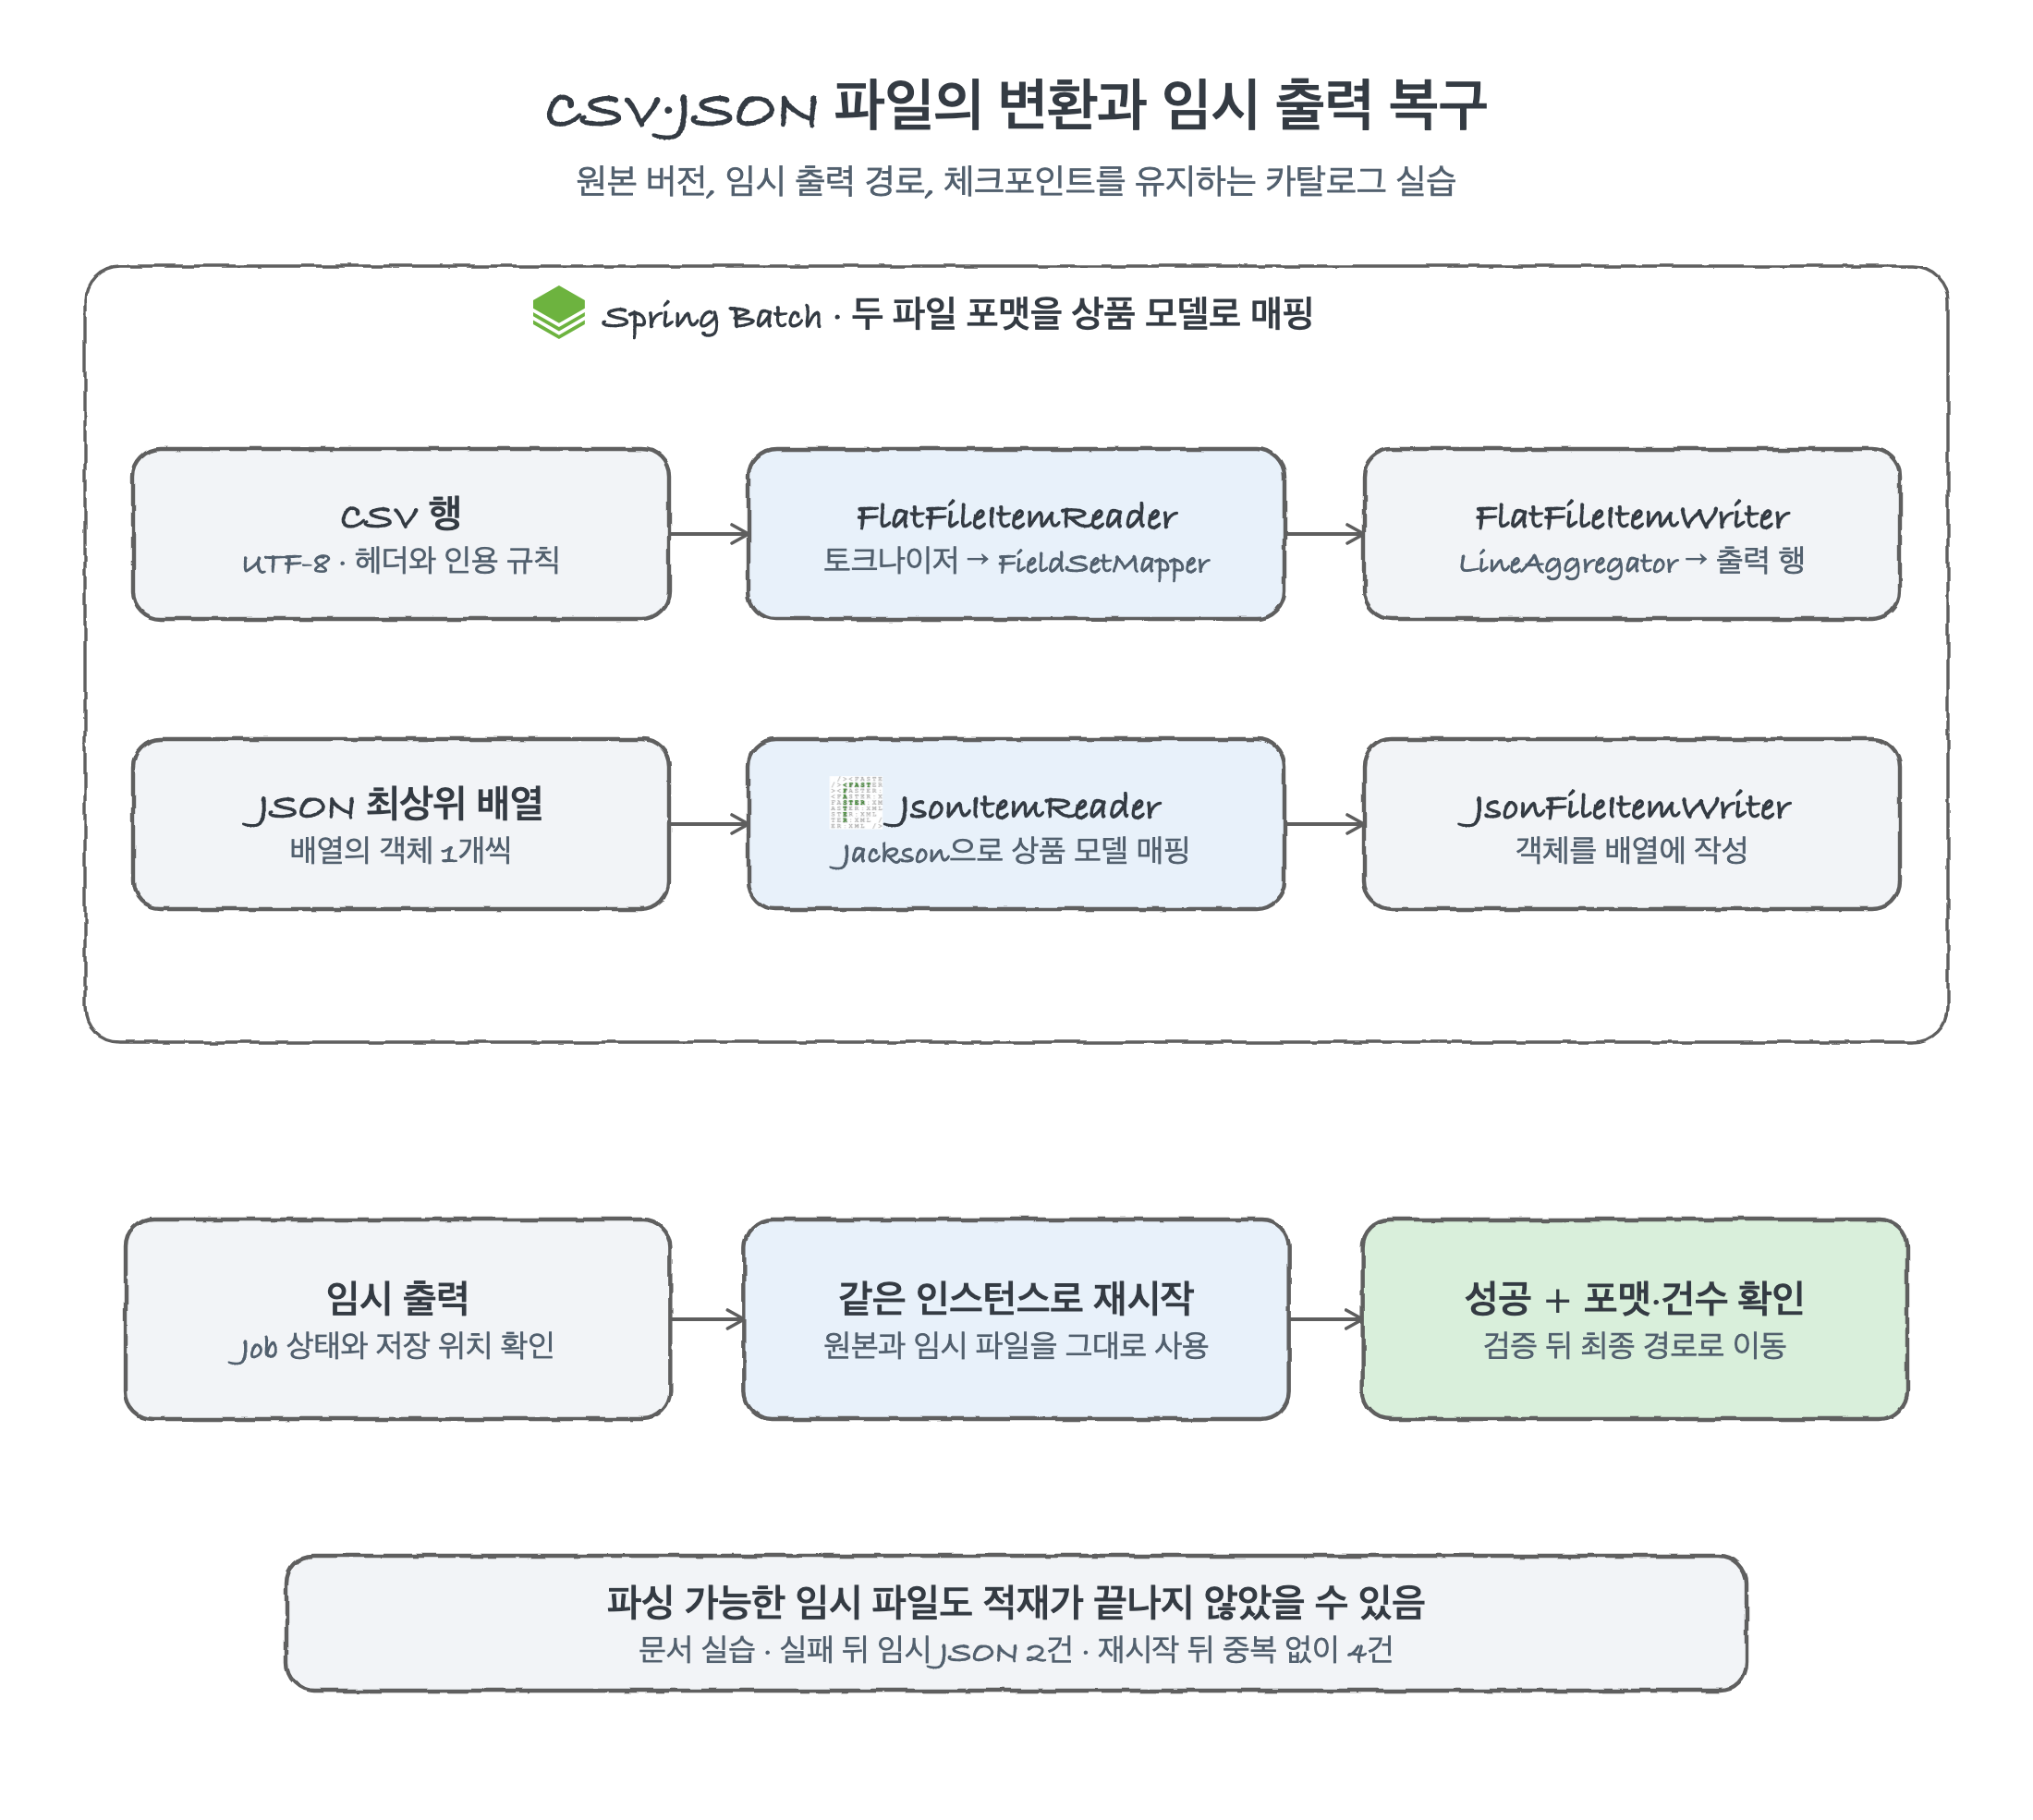 CSV·JSON 파일의 변환과 임시 출력 복구
원본 버전, 임시 출력 경로, 체크포인트를 유지하는 카탈로그 실습
Spring Batch · 두 파일 포맷을 상품 모델로 매핑
CSV 행
UTF-8 · 헤더와 인용 규칙
FlatFileItemReader
토크나이저 → FieldSetMapper
FlatFileItemWriter
LineAggregator → 출력 행
JSON 최상위 배열
배열의 객체 1개씩
JsonItemReader
Jackson으로 상품 모델 매핑
JsonFileItemWriter
객체를 배열에 작성
임시 출력
Job 상태와 저장 위치 확인
같은 인스턴스로 재시작
원본과 임시 파일을 그대로 사용
성공 + 포맷·건수 확인
검증 뒤 최종 경로로 이동
파싱 가능한 임시 파일도 적재가 끝나지 않았을 수 있음
문서 실습 · 실패 뒤 임시 JSON 2건 · 재시작 뒤 중복 없이 4건